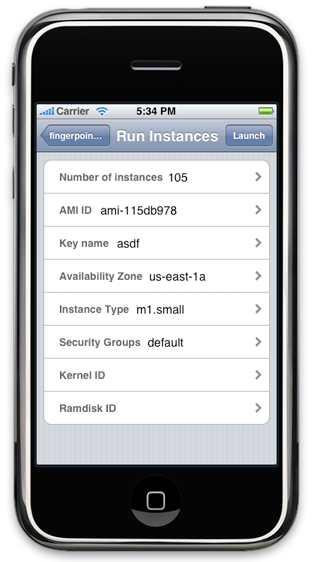 Carrier 5:34 PM
fingerpoin... Run Instances Launch
Number of instances 105
AMI ID ami-115db978
Key name asdf
Availability Zone us-east-1a
Instance Type m1.small
Security Groups default
Kernel ID
Ramdisk ID